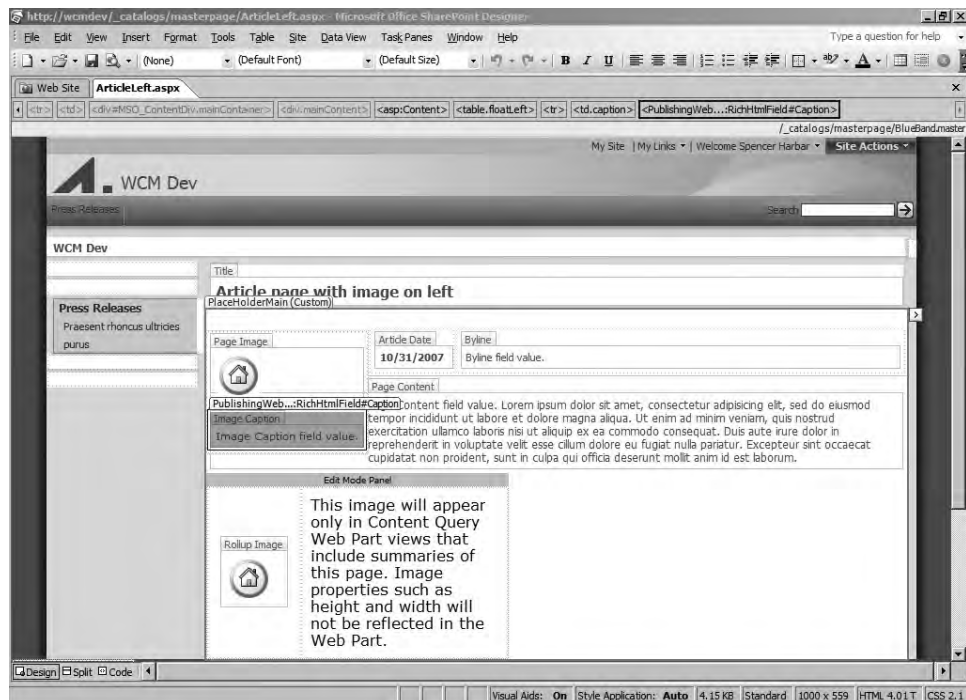 http://wcmdev/_catalogs/masterpage/ArticleLeft.aspx - Microsoft Office SharePoint Designer
File Edit View Insert Format Tools Table Site Data View Task Panes Window Help Type a question for help
(None) (Default Font) (Default Size) B I U
Web Site ArticleLeft.aspx
<tr> <td> <div#MSO_ContentDiv.mainContainer> <div.mainContent> <asp:Content> <table.floatLeft> <tr> <td.caption> <PublishingWeb...:RichHtmlField#Caption>
/_catalogs/masterpage/BlueBand.master
My Site | My Links | Welcome Spencer Harbar Site Actions
WCM Dev
Press Releases Search
WCM Dev
Title
Article page with image on left
PlaceHolderMain (Custom)
Press Releases
Praesent rhoncus ultricies
purus
Page Image Article Date Byline
10/31/2007 Byline field value.
Page Content
PublishingWeb...:RichHtmlField#Caption
Content field value. Lorem ipsum dolor sit amet, consectetur adipisicing elit, sed do eiusmod
tempor incididunt ut labore et dolore magna aliqua. Ut enim ad minim veniam, quis nostrud
exercitation ullamco laboris nisi ut aliquip ex ea commodo consequat. Duis aute irure dolor in
reprehenderit in voluptate velit esse cillum dolore eu fugiat nulla pariatur. Excepteur sint occaecat
cupidatat non proident, sunt in culpa qui officia deserunt mollit anim id est laborum.
Image Caption
Image Caption field value.
Edit Mode Panel
Rollup Image
This image will appear
only in Content Query
Web Part views that
include summaries of
this page. Image
properties such as
height and width will
not be reflected in the
Web Part.
Design Split Code
Visual Aids: On Style Application: Auto 4.15 KB Standard 1000 x 559 HTML 4.01 T CSS 2.1